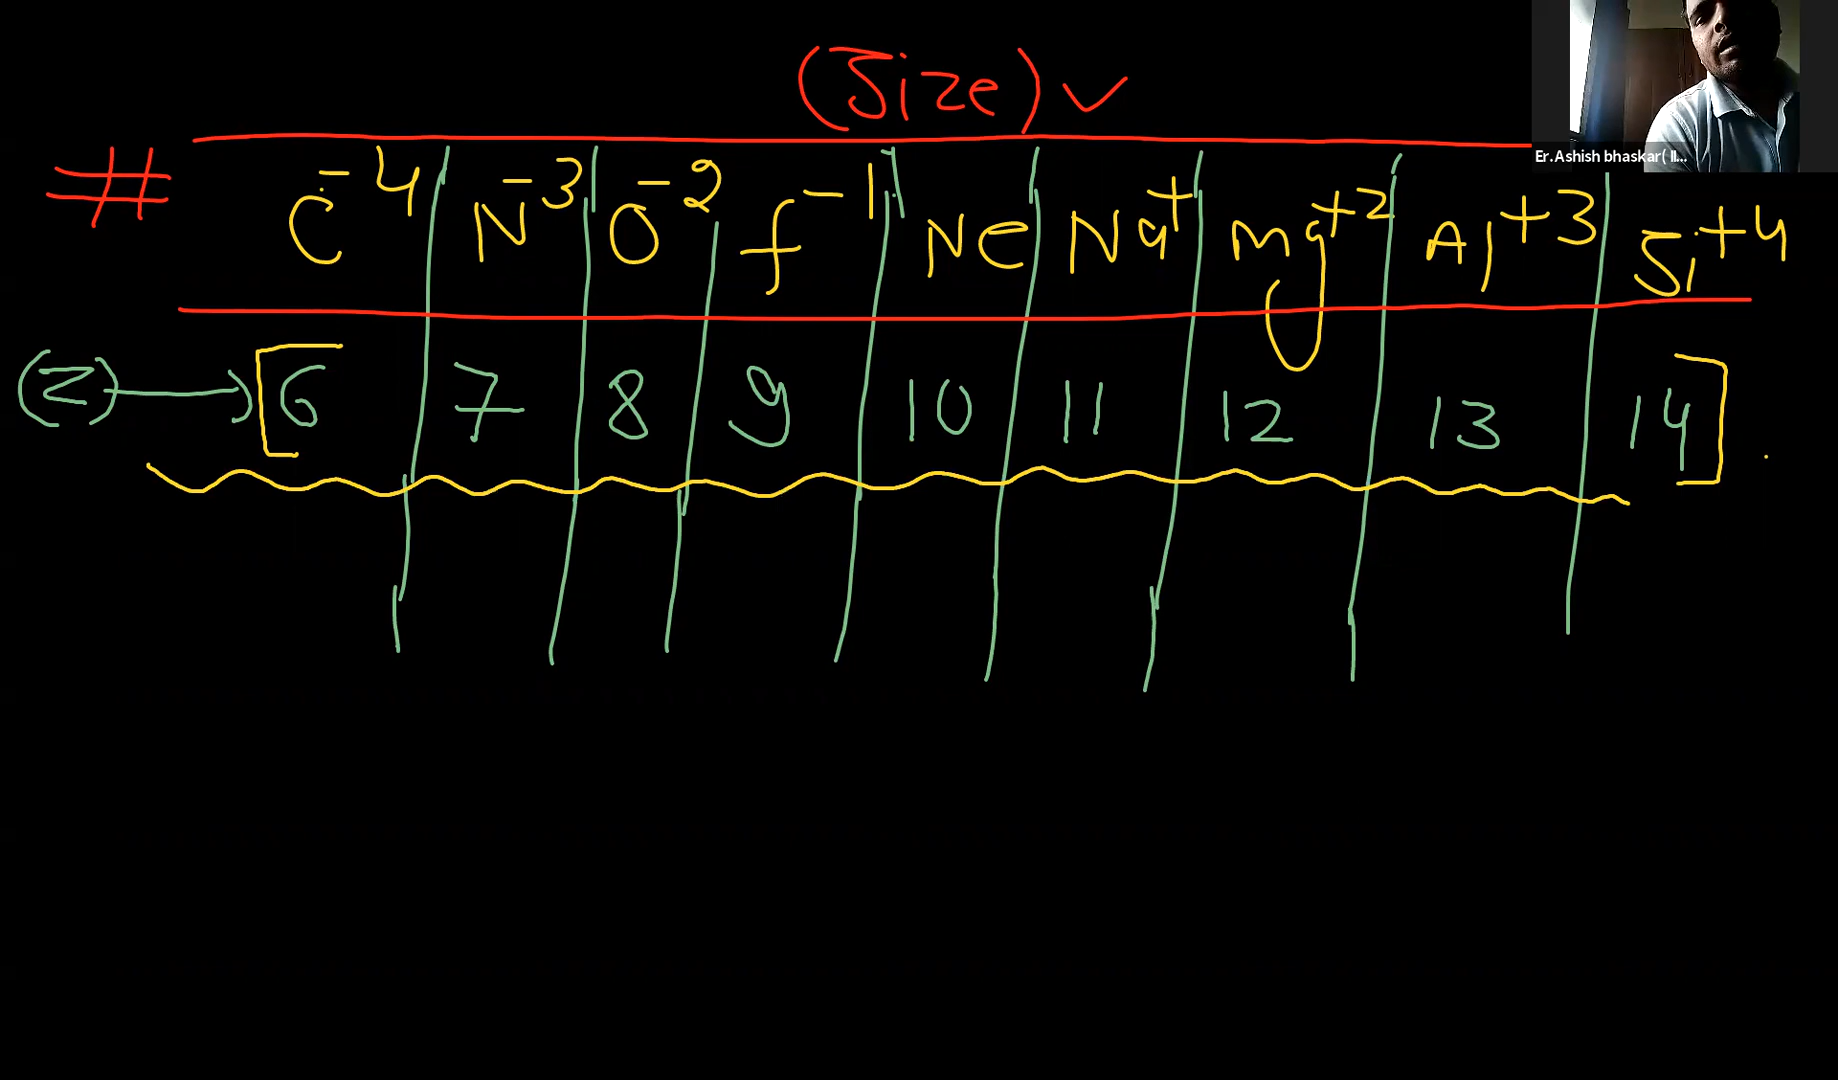 (Size) ✓
Er.Ashish bhaskar( II...
# C⁻⁴ N⁻³ O⁻² f⁻¹ Ne Na⁺ Mg⁺² Al⁺³ Si⁺⁴
(Z) → [6 7 8 9 10 11 12 13 14]